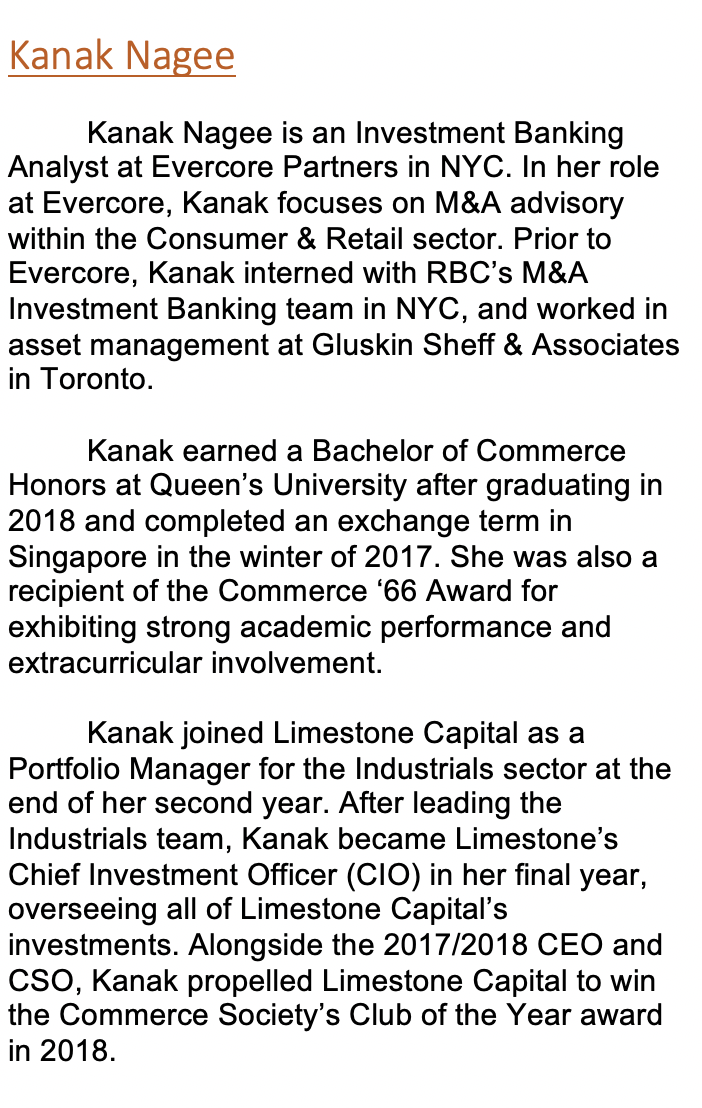 Kanak Nagee
Kanak Nagee is an Investment Banking
Analyst at Evercore Partners in NYC. In her role
at Evercore, Kanak focuses on M&A advisory
within the Consumer & Retail sector. Prior to
Evercore, Kanak interned with RBC’s M&A
Investment Banking team in NYC, and worked in
asset management at Gluskin Sheff & Associates
in Toronto.
Kanak earned a Bachelor of Commerce
Honors at Queen’s University after graduating in
2018 and completed an exchange term in
Singapore in the winter of 2017. She was also a
recipient of the Commerce ‘66 Award for
exhibiting strong academic performance and
extracurricular involvement.
Kanak joined Limestone Capital as a
Portfolio Manager for the Industrials sector at the
end of her second year. After leading the
Industrials team, Kanak became Limestone’s
Chief Investment Officer (CIO) in her final year,
overseeing all of Limestone Capital’s
investments. Alongside the 2017/2018 CEO and
CSO, Kanak propelled Limestone Capital to win
the Commerce Society’s Club of the Year award
in 2018.